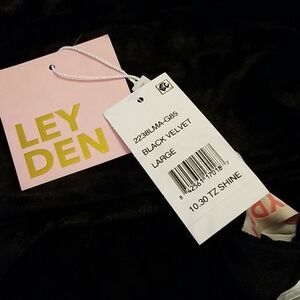 LEY
DEN
2238LMA-G65
BLACK VELVET
LARGE
10.30 TZ SHINE